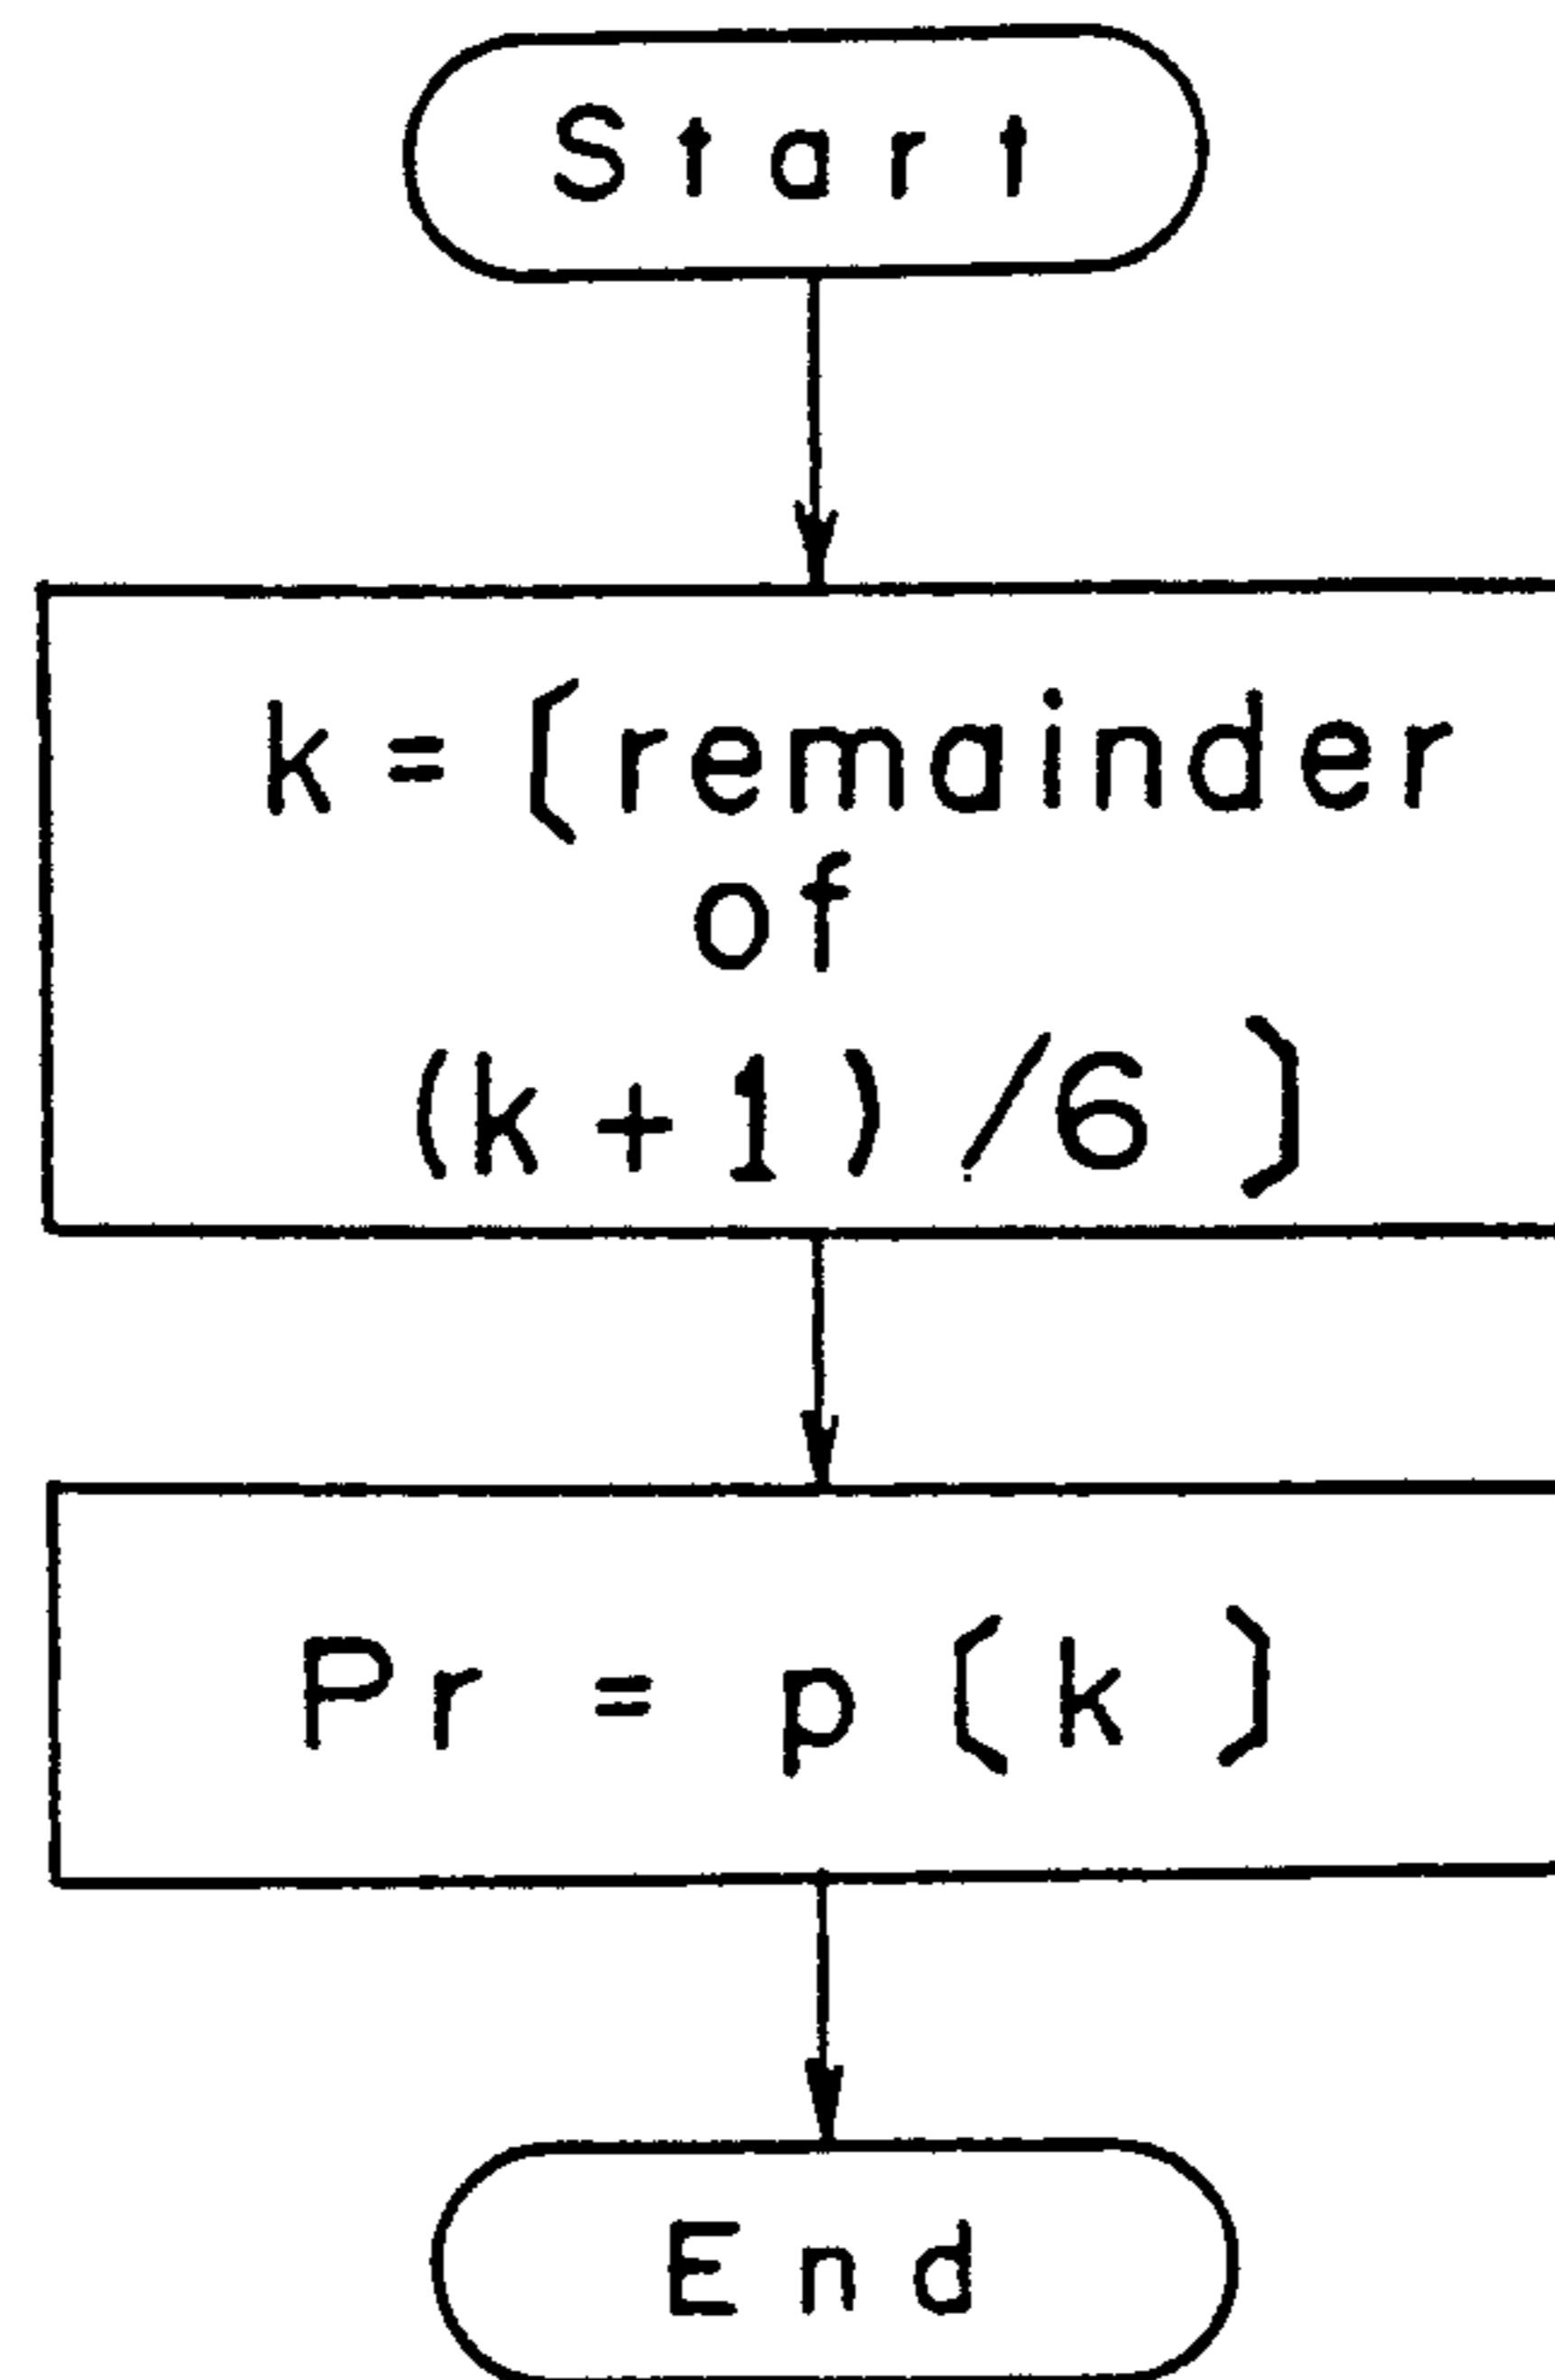 Start
k = (remainder
of
(k + 1) /6 )
Pr = p (k)
End